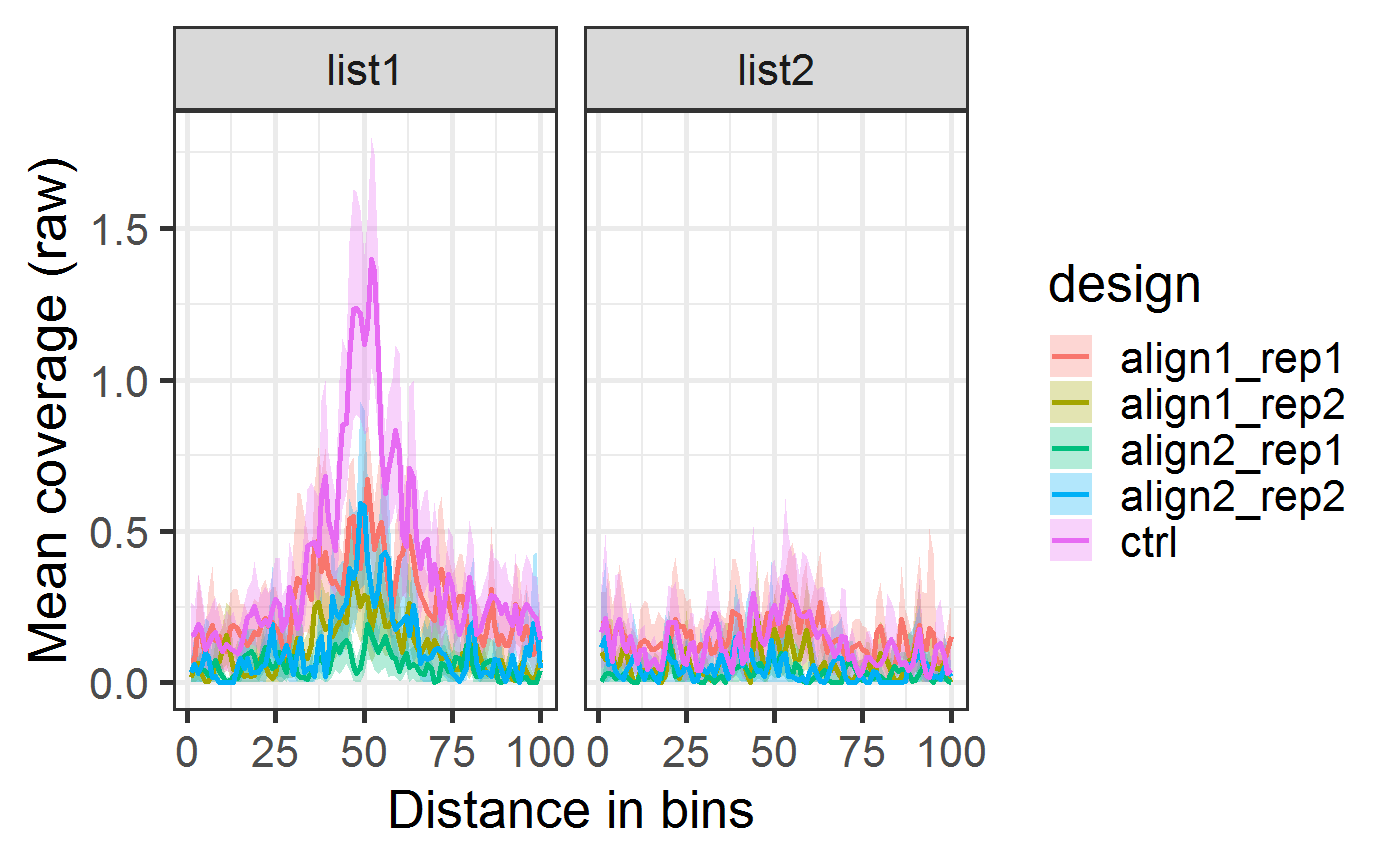 list1
list2
Mean coverage (raw)
1.5
1.0
0.5
0.0
0 25 50 75 100
0 25 50 75 100
Distance in bins
design
align1_rep1
align1_rep2
align2_rep1
align2_rep2
ctrl